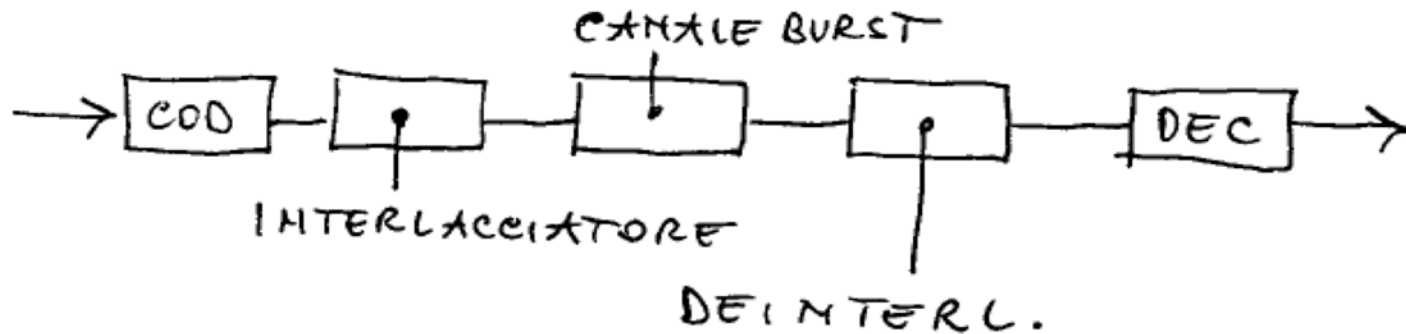 CANALE BURST
COD
DEC
INTERLACCIATORE
DEINTERL.